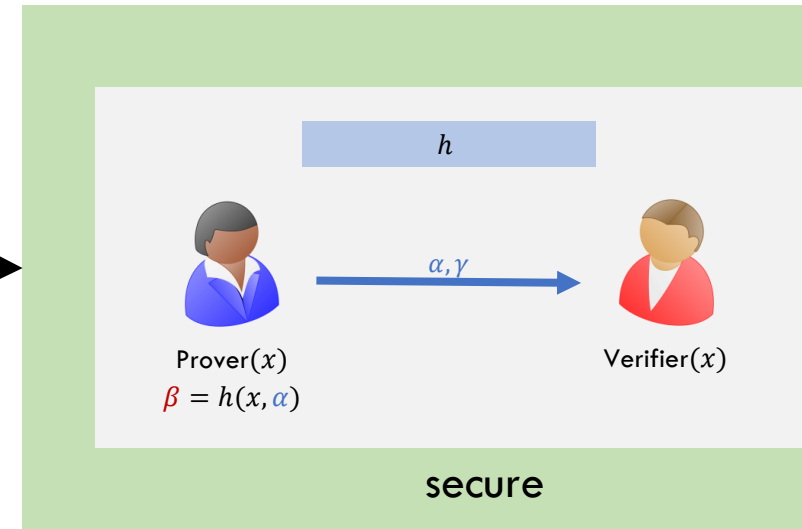 h
α, γ
Prover(x)
Verifier(x)
β = h(x, α)
secure